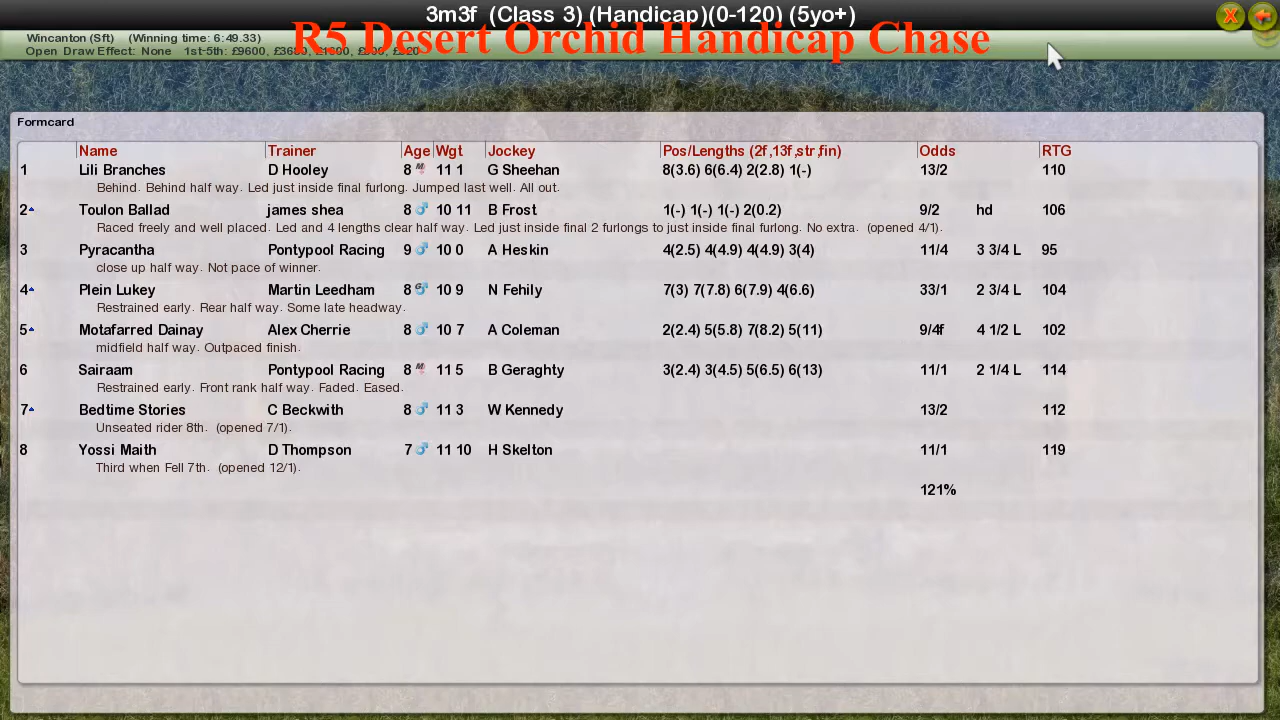 3m3f (Class 3) (Handicap)(0-120) (5yo+)
R5 Desert Orchid Handicap Chase
Wincanton (Sft) (Winning time: 6:49.33)
Open Draw Effect: None 1st-5th: £9600,
Formcard
Name Trainer Age Wgt Jockey Pos/Lengths (2f,13f,str,fin) Odds RTG
1 Lili Branches D Hooley 8 11 1 G Sheehan 8(3.6) 6(6.4) 2(2.8) 1(-) 13/2 110
Behind. Behind half way. Led just inside final furlong. Jumped last well. All out.
2 Toulon Ballad james shea 8 10 11 B Frost 1(-) 1(-) 1(-) 2(0.2) 9/2 hd 106
Raced freely and well placed. Led and 4 lengths clear half way. Led just inside final 2 furlongs to just inside final furlong. No extra. (opened 4/1).
3 Pyracantha Pontypool Racing 9 10 0 A Heskin 4(2.5) 4(4.9) 4(4.9) 3(4) 11/4 3 3/4 L 95
close up half way. Not pace of winner.
4 Plein Lukey Martin Leedham 8 10 9 N Fehily 7(3) 7(7.8) 6(7.9) 4(6.6) 33/1 2 3/4 L 104
Restrained early. Rear half way. Some late headway.
5 Motafarred Dainay Alex Cherrie 8 10 7 A Coleman 2(2.4) 5(5.8) 7(8.2) 5(11) 9/4f 4 1/2 L 102
midfield half way. Outpaced finish.
6 Sairaam Pontypool Racing 8 11 5 B Geraghty 3(2.4) 3(4.5) 5(6.5) 6(13) 11/1 2 1/4 L 114
Restrained early. Front rank half way. Faded. Eased.
7 Bedtime Stories C Beckwith 8 11 3 W Kennedy 13/2 112
Unseated rider 8th. (opened 7/1).
8 Yossi Maith D Thompson 7 11 10 H Skelton 11/1 119
Third when Fell 7th. (opened 12/1).
121%